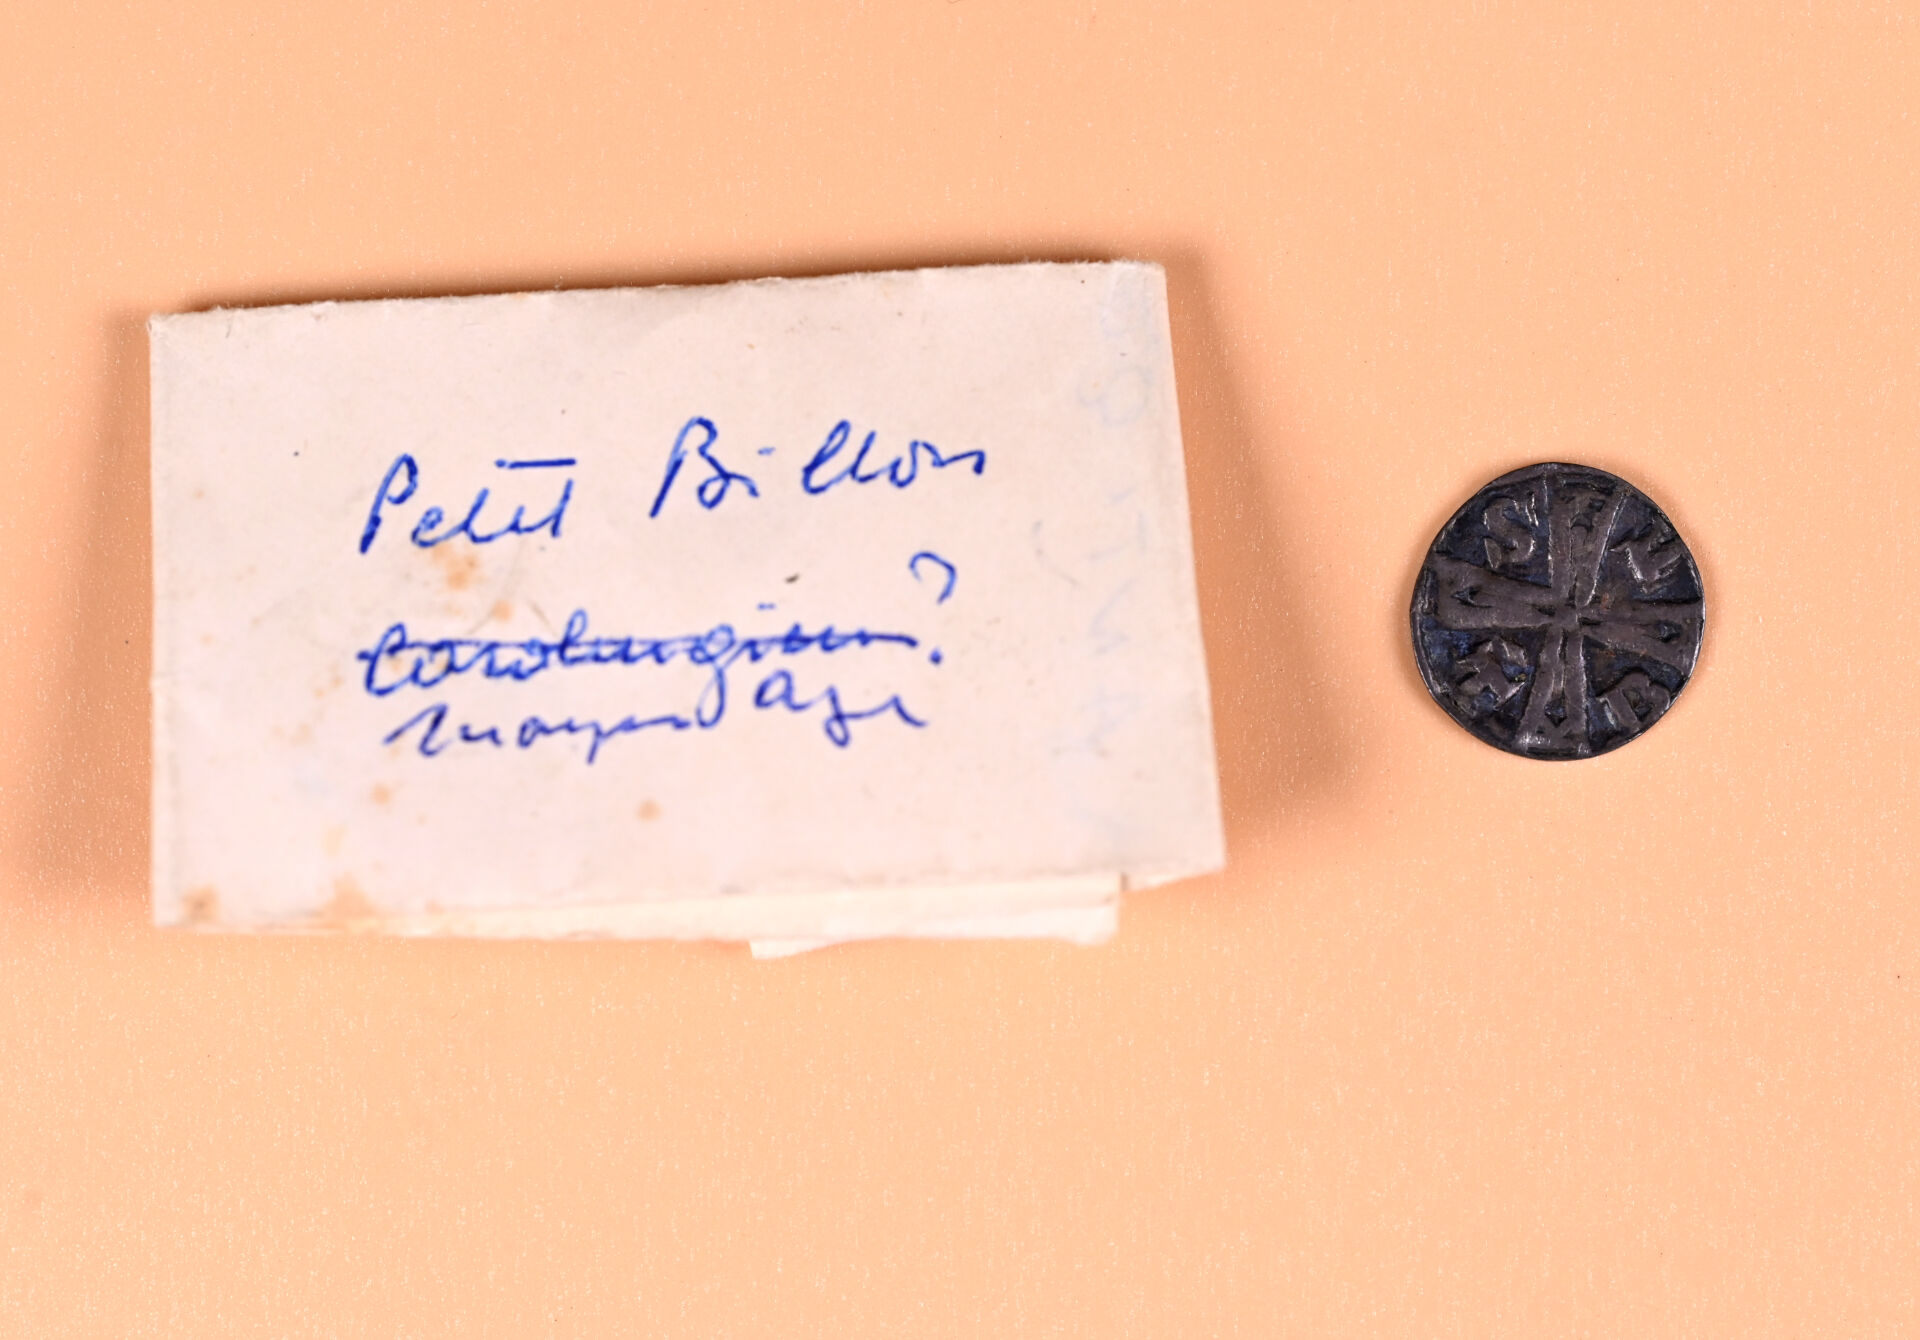 Petit Billon
Carolingien ?
moyen age
S
B